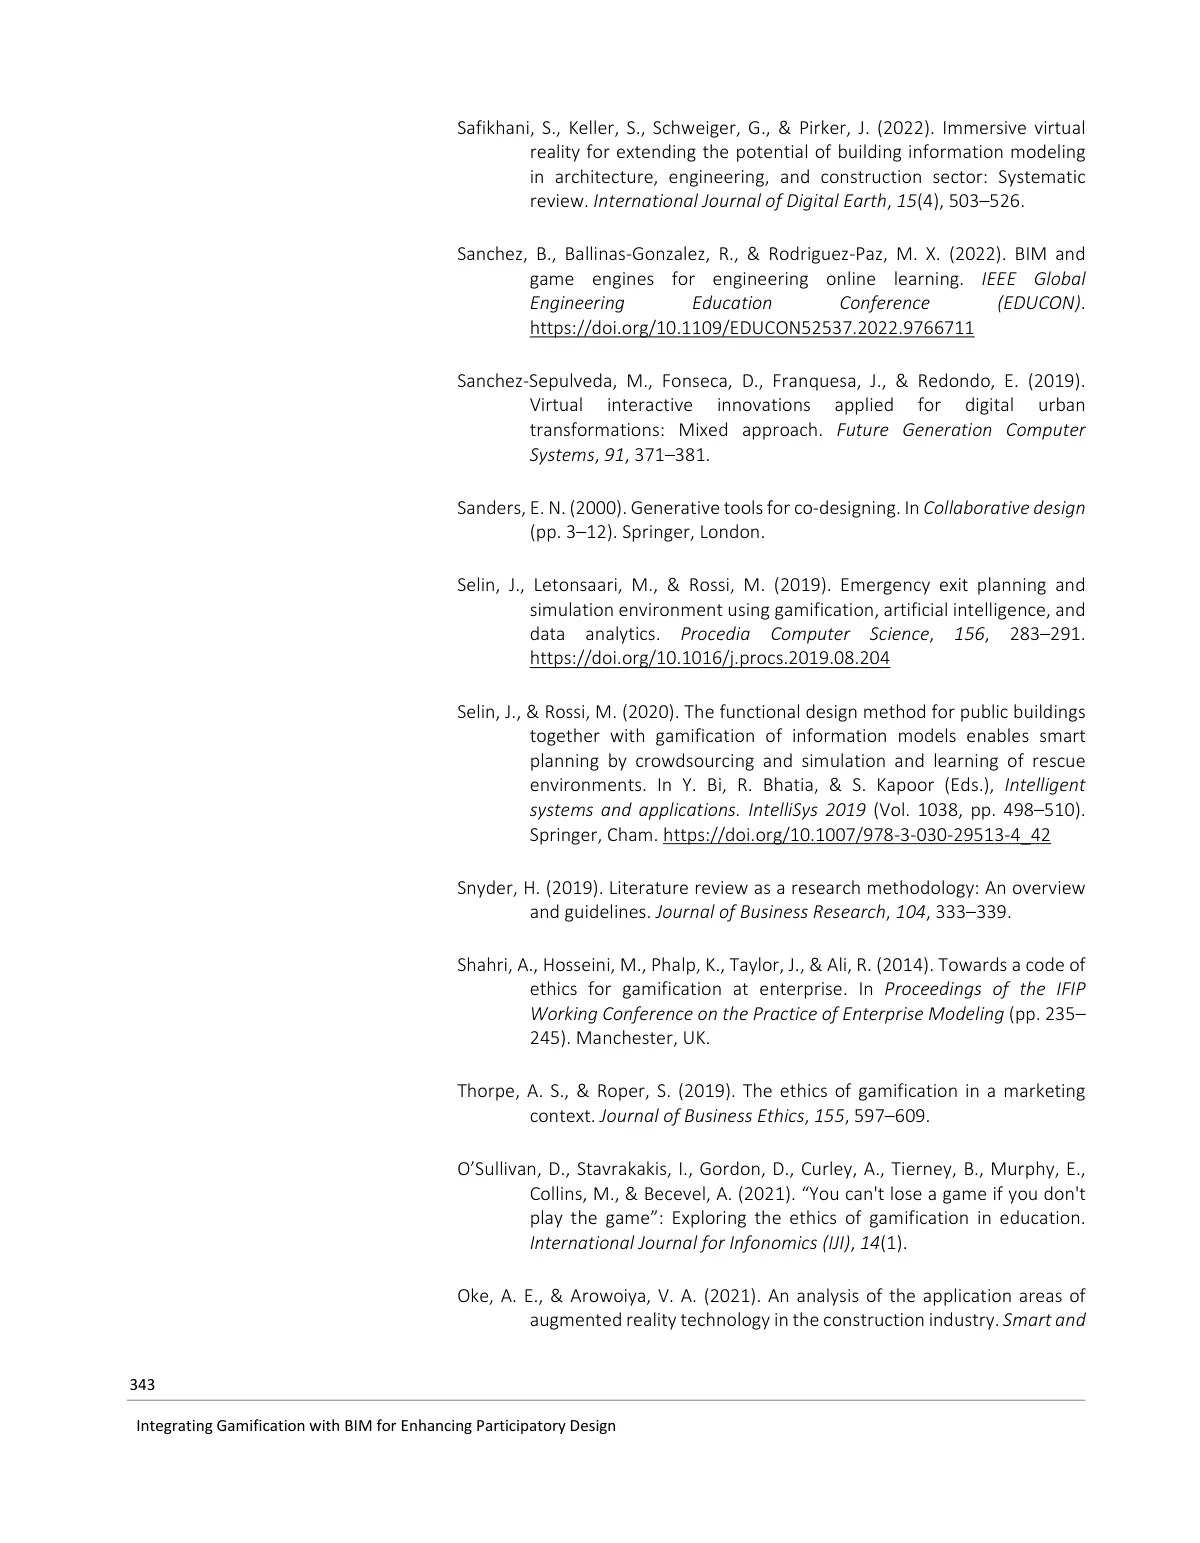 Safikhani, S., Keller, S., Schweiger, G., & Pirker, J. (2022). Immersive virtual
reality for extending the potential of building information modeling
in architecture, engineering, and construction sector: Systematic
review. International Journal of Digital Earth, 15(4), 503–526.
Sanchez, B., Ballinas-Gonzalez, R., & Rodriguez-Paz, M. X. (2022). BIM and
game engines for engineering online learning. IEEE Global
Engineering Education Conference (EDUCON).
https://doi.org/10.1109/EDUCON52537.2022.9766711
Sanchez-Sepulveda, M., Fonseca, D., Franquesa, J., & Redondo, E. (2019).
Virtual interactive innovations applied for digital urban
transformations: Mixed approach. Future Generation Computer
Systems, 91, 371–381.
Sanders, E. N. (2000). Generative tools for co-designing. In Collaborative design
(pp. 3–12). Springer, London.
Selin, J., Letonsaari, M., & Rossi, M. (2019). Emergency exit planning and
simulation environment using gamification, artificial intelligence, and
data analytics. Procedia Computer Science, 156, 283–291.
https://doi.org/10.1016/j.procs.2019.08.204
Selin, J., & Rossi, M. (2020). The functional design method for public buildings
together with gamification of information models enables smart
planning by crowdsourcing and simulation and learning of rescue
environments. In Y. Bi, R. Bhatia, & S. Kapoor (Eds.), Intelligent
systems and applications. IntelliSys 2019 (Vol. 1038, pp. 498–510).
Springer, Cham. https://doi.org/10.1007/978-3-030-29513-4_42
Snyder, H. (2019). Literature review as a research methodology: An overview
and guidelines. Journal of Business Research, 104, 333–339.
Shahri, A., Hosseini, M., Phalp, K., Taylor, J., & Ali, R. (2014). Towards a code of
ethics for gamification at enterprise. In Proceedings of the IFIP
Working Conference on the Practice of Enterprise Modeling (pp. 235–
245). Manchester, UK.
Thorpe, A. S., & Roper, S. (2019). The ethics of gamification in a marketing
context. Journal of Business Ethics, 155, 597–609.
O’Sullivan, D., Stavrakakis, I., Gordon, D., Curley, A., Tierney, B., Murphy, E.,
Collins, M., & Becevel, A. (2021). “You can't lose a game if you don't
play the game”: Exploring the ethics of gamification in education.
International Journal for Infonomics (IJI), 14(1).
Oke, A. E., & Arowoiya, V. A. (2021). An analysis of the application areas of
augmented reality technology in the construction industry. Smart and
343
Integrating Gamification with BIM for Enhancing Participatory Design